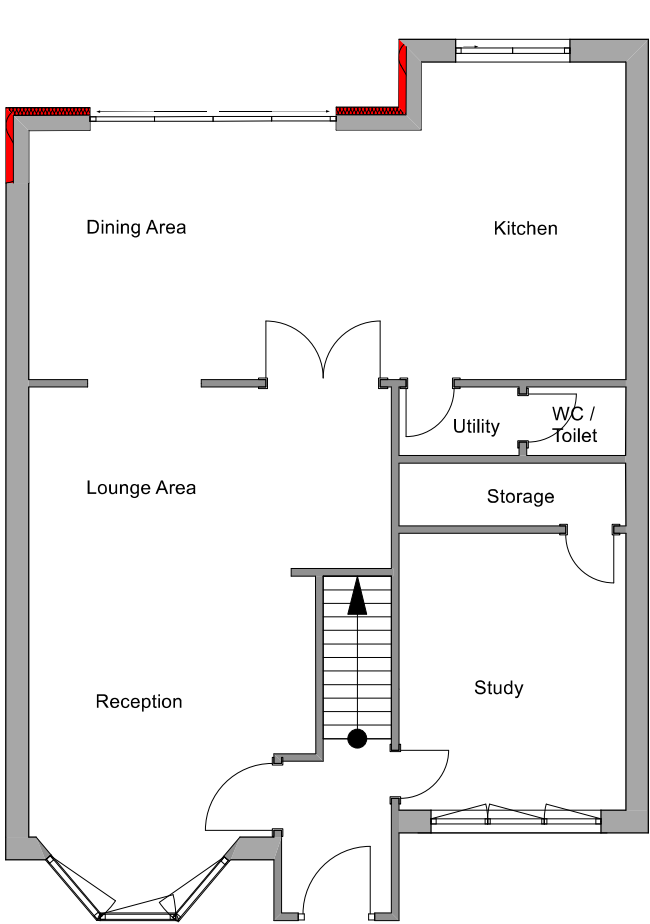 Dining Area
Kitchen
Utility
WC /
Toilet
Lounge Area
Storage
Study
Reception